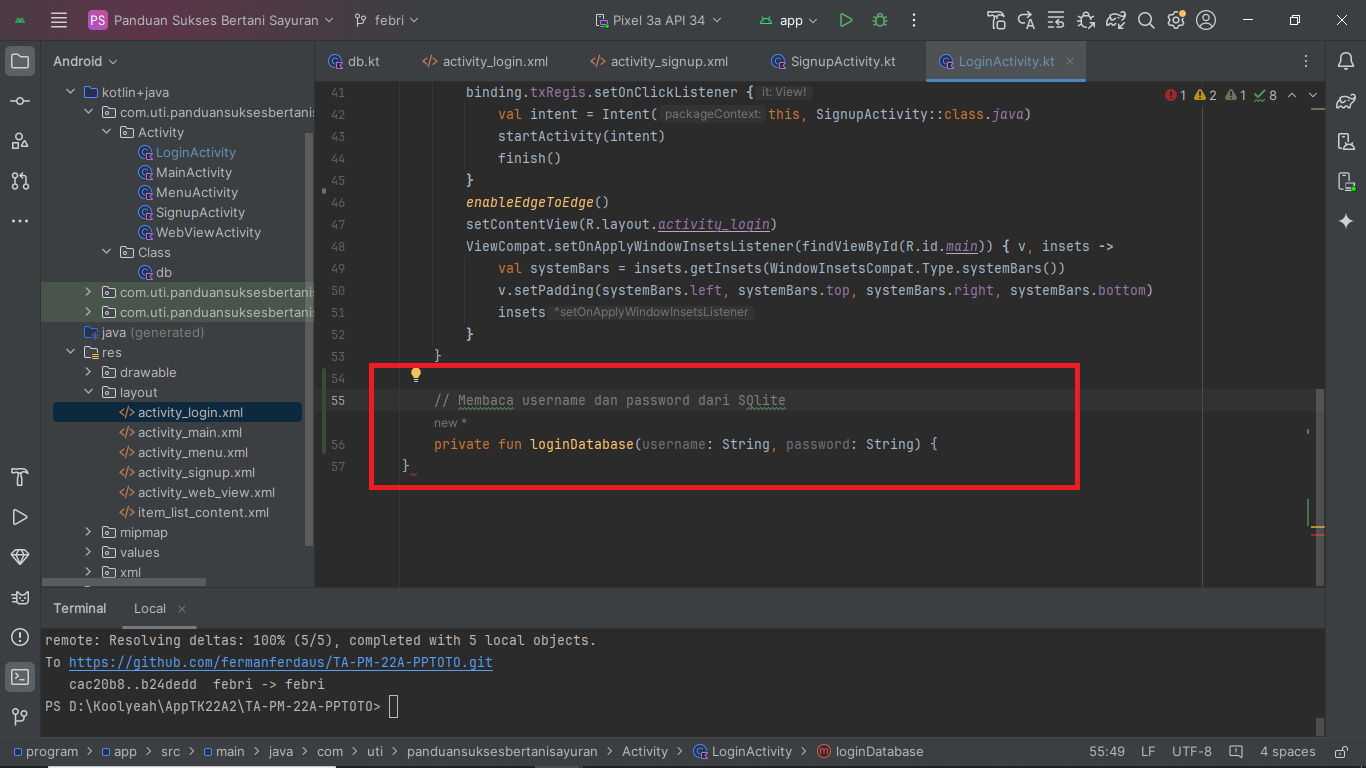 PS Panduan Sukses Bertani Sayuran febri Pixel 3a API 34 app
Android
kotlin+java
com.uti.panduansuksesbertanis
Activity
LoginActivity
MainActivity
MenuActivity
SignupActivity
WebViewActivity
Class
db
com.uti.panduansuksesbertanis
com.uti.panduansuksesbertanis
java (generated)
res
drawable
layout
activity_login.xml
activity_main.xml
activity_menu.xml
activity_signup.xml
activity_web_view.xml
item_list_content.xml
mipmap
values
xml
db.kt activity_login.xml activity_signup.xml SignupActivity.kt LoginActivity.kt
1 2 1 8
41 binding.txRegis.setOnClickListener { it: View!
42 val intent = Intent( packageContext: this, SignupActivity::class.java)
43 startActivity(intent)
44 finish()
45 }
46 enableEdgeToEdge()
47 setContentView(R.layout.activity_login)
48 ViewCompat.setOnApplyWindowInsetsListener(findViewById(R.id.main)) { v, insets ->
49 val systemBars = insets.getInsets(WindowInsetsCompat.Type.systemBars())
50 v.setPadding(systemBars.left, systemBars.top, systemBars.right, systemBars.bottom)
51 insets ^setOnApplyWindowInsetsListener
52 }
53 }
54
55 // Membaca username dan password dari SQlite
new *
56 private fun loginDatabase(username: String, password: String) {
57 }
Terminal Local
remote: Resolving deltas: 100% (5/5), completed with 5 local objects.
To https://github.com/fermanferdaus/TA-PM-22A-PPTOTO.git
cac20b8..b24dedd febri -> febri
PS D:\Koolyeah\AppTK22A2\TA-PM-22A-PPTOTO>
program > app > src > main > java > com > uti > panduansuksesbertanisayuran > Activity > LoginActivity > loginDatabase 55:49 LF UTF-8 4 spaces